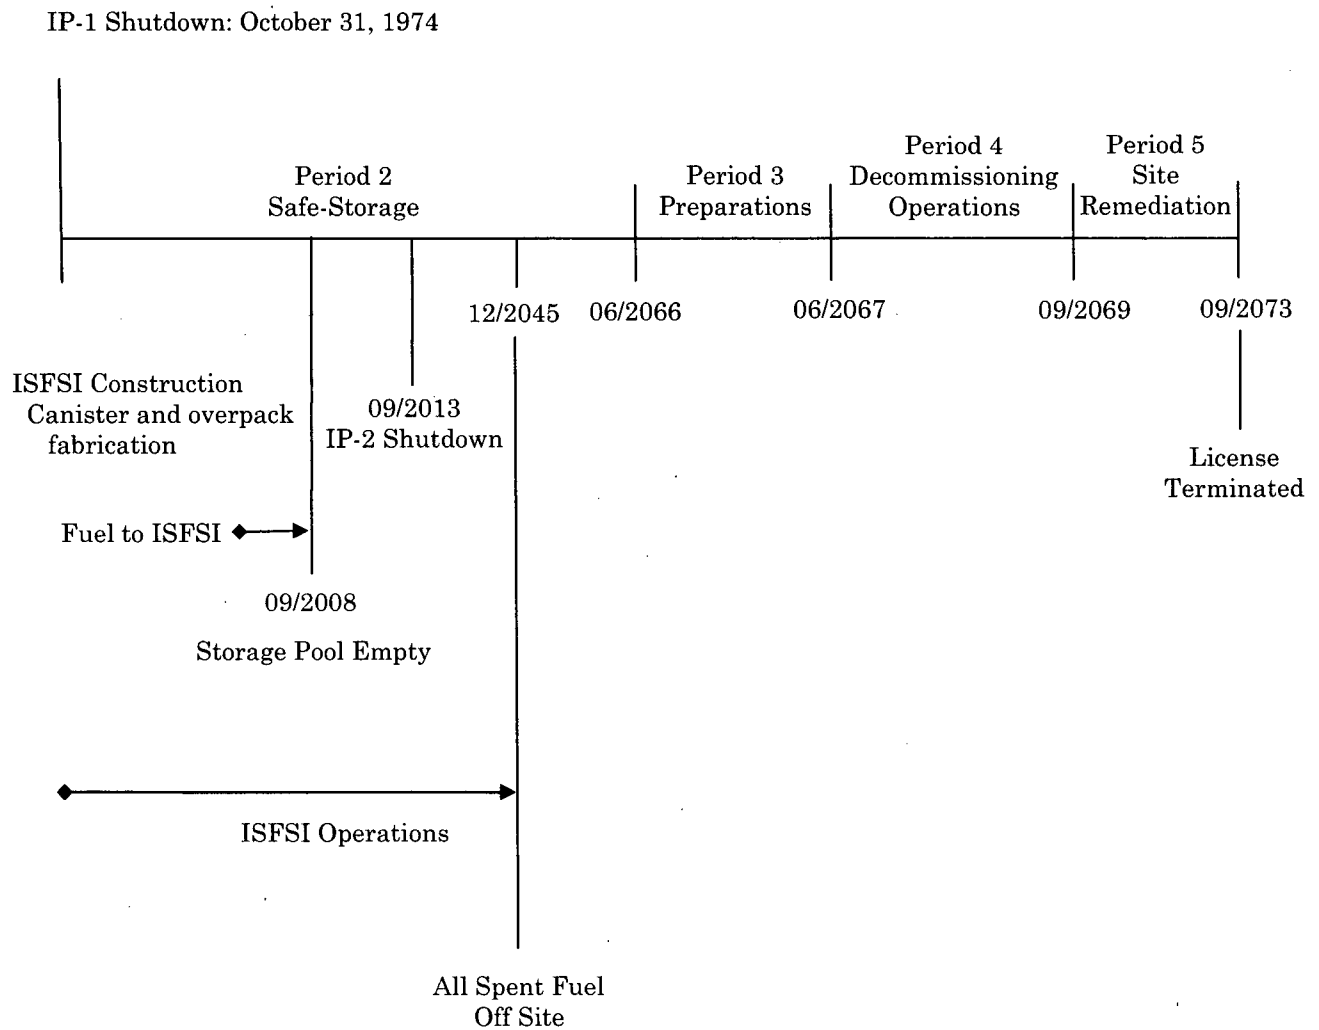 IP-1 Shutdown: October 31, 1974
Period 2
Safe-Storage
Period 3
Preparations
Period 4
Decommissioning
Operations
Period 5
Site
Remediation
12/2045
06/2066
06/2067
09/2069
09/2073
ISFSI Construction
Canister and overpack
fabrication
09/2013
IP-2 Shutdown
License
Terminated
Fuel to ISFSI
09/2008
Storage Pool Empty
ISFSI Operations
All Spent Fuel
Off Site